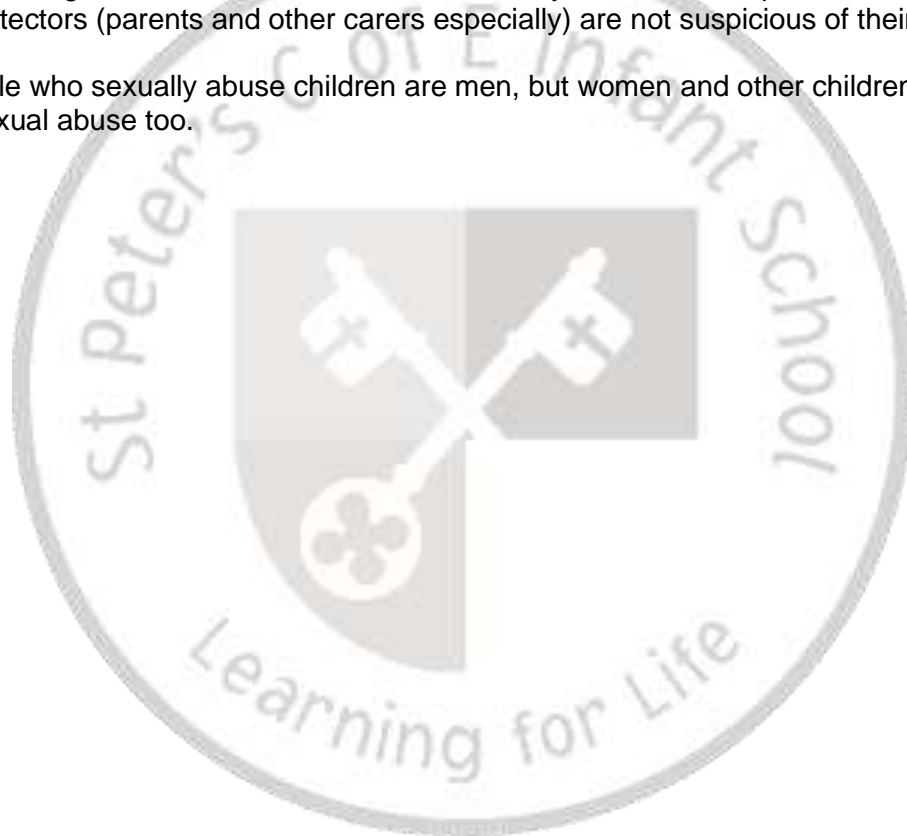 tectors (parents and other carers especially) are not suspicious of their
le who sexually abuse children are men, but women and other children
xual abuse too.
St Peter's C of E Infant School
Learning for Life